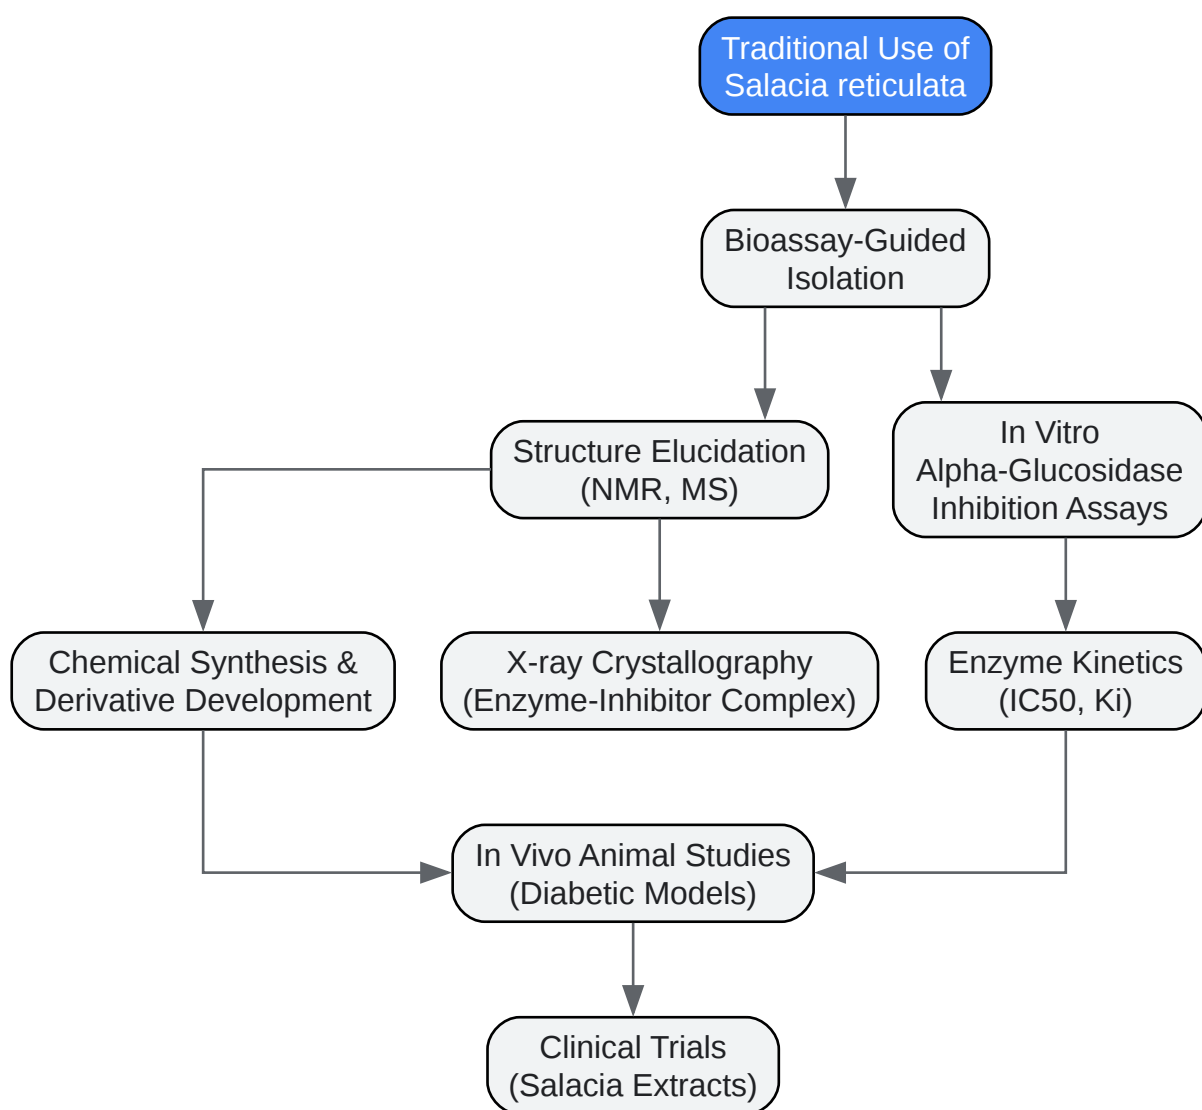 Traditional Use of
Salacia reticulata
Bioassay-Guided
Isolation
Structure Elucidation
(NMR, MS)
In Vitro
Alpha-Glucosidase
Inhibition Assays
Chemical Synthesis &
Derivative Development
X-ray Crystallography
(Enzyme-Inhibitor Complex)
Enzyme Kinetics
(IC50, Ki)
In Vivo Animal Studies
(Diabetic Models)
Clinical Trials
(Salacia Extracts)